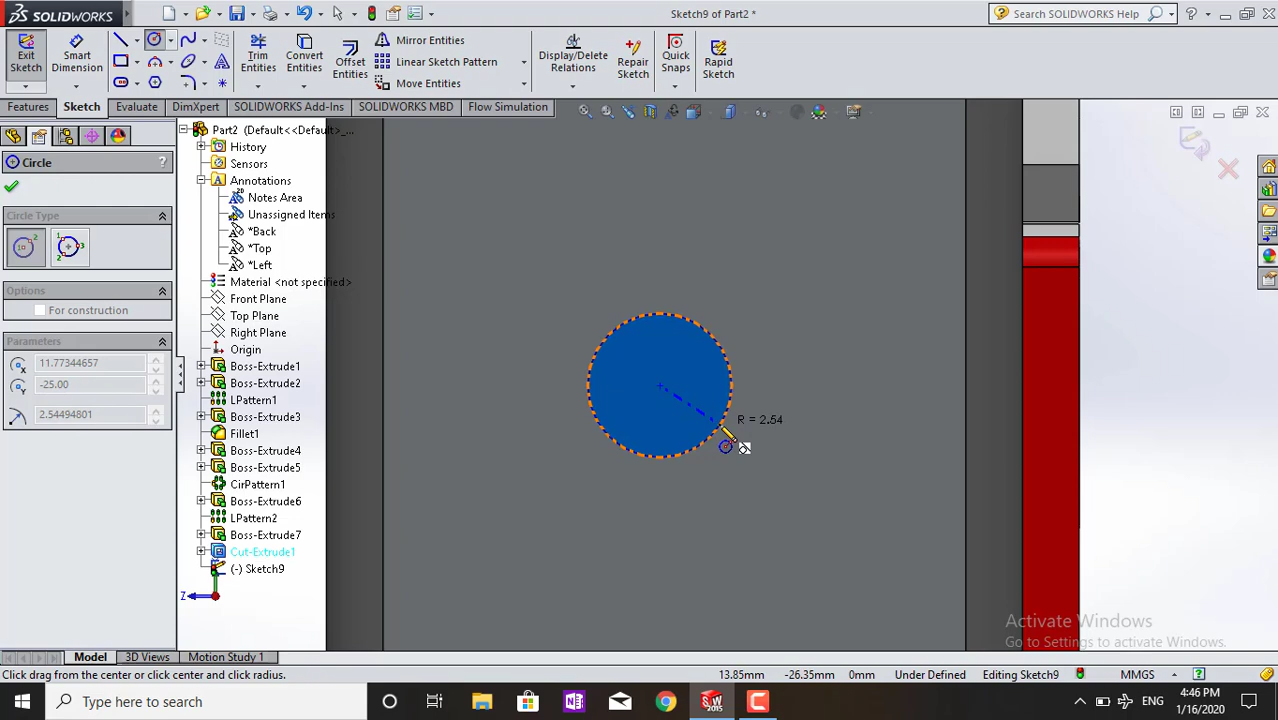 SOLIDWORKS
Sketch9 of Part2 *
Search SOLIDWORKS Help
Exit Sketch
Smart Dimension
Trim Entities
Convert Entities
Offset Entities
Mirror Entities
Linear Sketch Pattern
Move Entities
Display/Delete Relations
Repair Sketch
Quick Snaps
Rapid Sketch
Features
Sketch
Evaluate
DimXpert
SOLIDWORKS Add-Ins
SOLIDWORKS MBD
Flow Simulation
Circle
?
Circle Type
Options
For construction
Parameters
11.77344657
-25.00
2.54494801
Part2 (Default<<Default>_...
History
Sensors
Annotations
Notes Area
Unassigned Items
*Back
*Top
*Left
Material <not specified>
Front Plane
Top Plane
Right Plane
Origin
Boss-Extrude1
Boss-Extrude2
LPattern1
Boss-Extrude3
Fillet1
Boss-Extrude4
Boss-Extrude5
CirPattern1
Boss-Extrude6
LPattern2
Boss-Extrude7
Cut-Extrude1
(-) Sketch9
Z
R = 2.54
Activate Windows
Go to Settings to activate Windows.
Model
3D Views
Motion Study 1
Click drag from the center or click center and click radius.
13.85mm
-26.35mm
0mm
Under Defined
Editing Sketch9
MMGS
Type here to search
ENG
4:46 PM
1/16/2020